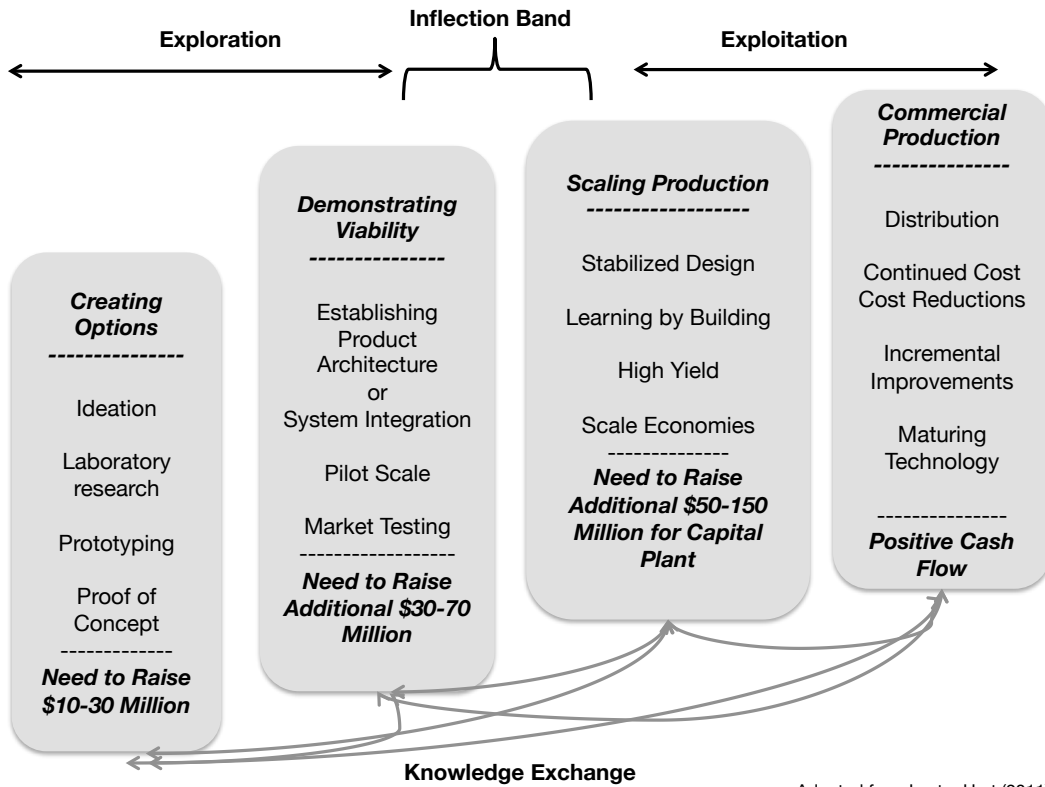 Inflection Band
Exploration
Exploitation
Creating
Options
---------------
Ideation
Laboratory
research
Prototyping
Proof of
Concept
-------------
Need to Raise
$10-30 Million
Demonstrating
Viability
---------------
Establishing
Product
Architecture
or
System Integration
Pilot Scale
Market Testing
------------------
Need to Raise
Additional $30-70
Million
Scaling Production
------------------
Stabilized Design
Learning by Building
High Yield
Scale Economies
--------------
Need to Raise
Additional $50-150
Million for Capital
Plant
Commercial
Production
---------------
Distribution
Continued Cost
Cost Reductions
Incremental
Improvements
Maturing
Technology
---------------
Positive Cash
Flow
Knowledge Exchange